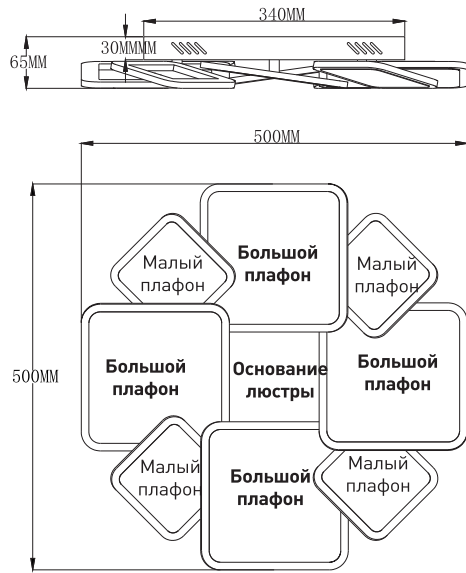 340MM
30MMMM
65MM
500MM
Большой
плафон
Малый
плафон
Малый
плафон
Большой
плафон
Основание
люстры
Большой
плафон
500MM
Малый
плафон
Большой
плафон
Малый
плафон